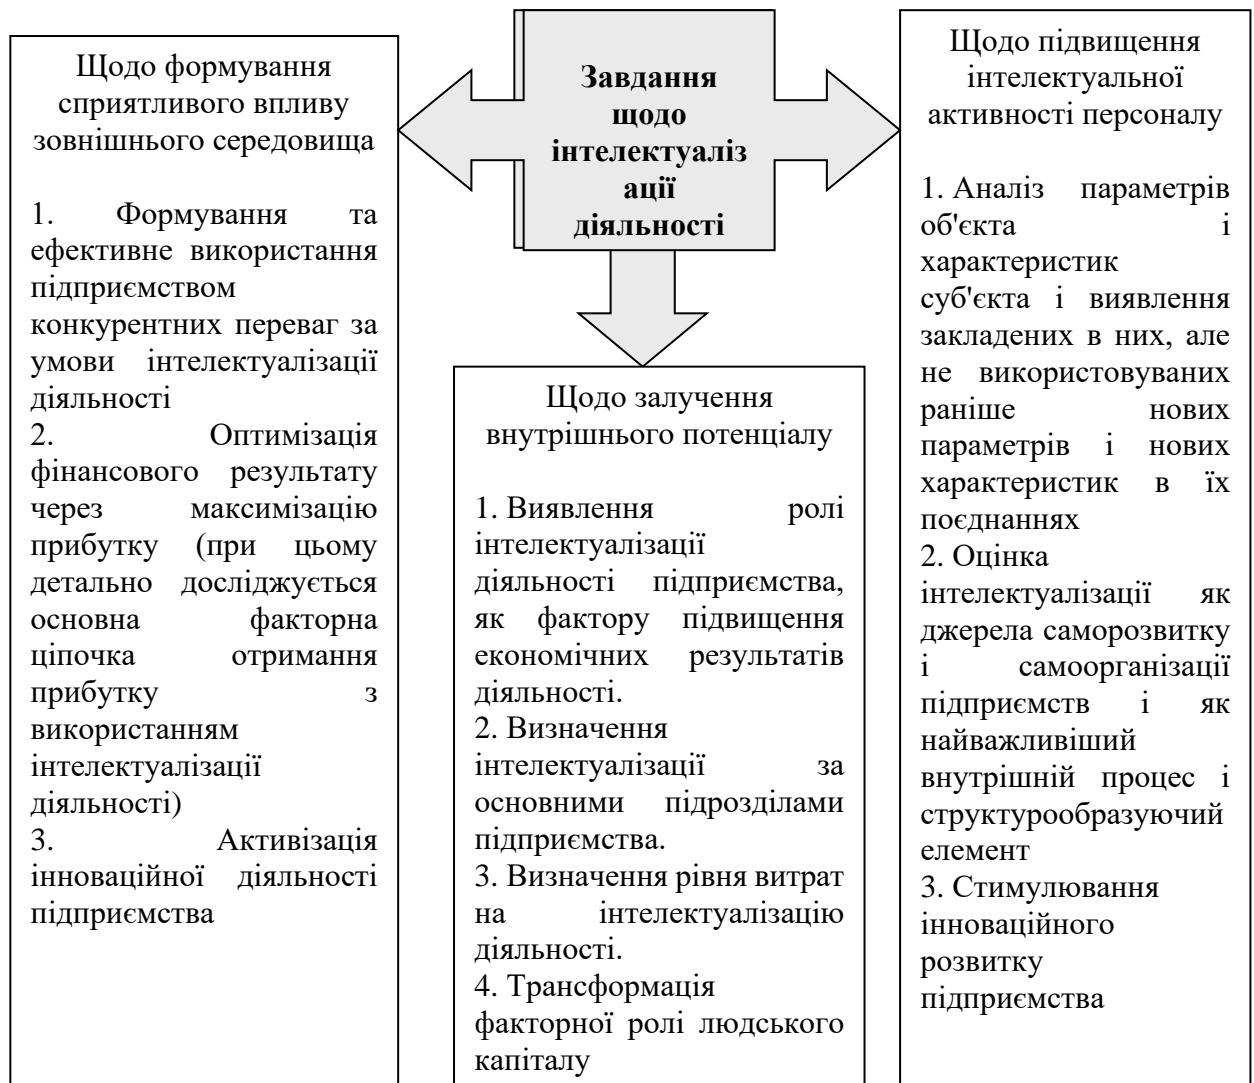 Щодо формування
сприятливого впливу
зовнішнього середовища
1. Формування та
ефективне використання
підприємством
конкурентних переваг за
умови інтелектуалізації
діяльності
2. Оптимізація
фінансового результату
через максимізацію
прибутку (при цьому
детально досліджується
основна факторна
ціпочка отримання
прибутку з
використанням
інтелектуалізації
діяльності)
3. Активізація
інноваційної діяльності
підприємства
Завдання
щодо
інтелектуаліз
ації
діяльності
Щодо залучення
внутрішнього потенціалу
1. Виявлення ролі
інтелектуалізації
діяльності підприємства,
як фактору підвищення
економічних результатів
діяльності.
2. Визначення
інтелектуалізації за
основними підрозділами
підприємства.
3. Визначення рівня витрат
на інтелектуалізацію
діяльності.
4. Трансформація
факторної ролі людського
капіталу
Щодо підвищення
інтелектуальної
активності персоналу
1. Аналіз параметрів
об'єкта і
характеристик
суб'єкта і виявлення
закладених в них, але
не використовуваних
раніше нових
параметрів і нових
характеристик в їх
поєднаннях
2. Оцінка
інтелектуалізації як
джерела саморозвитку
і самоорганізації
підприємств і як
найважливіший
внутрішній процес і
структурообразуючий
елемент
3. Стимулювання
інноваційного
розвитку
підприємства